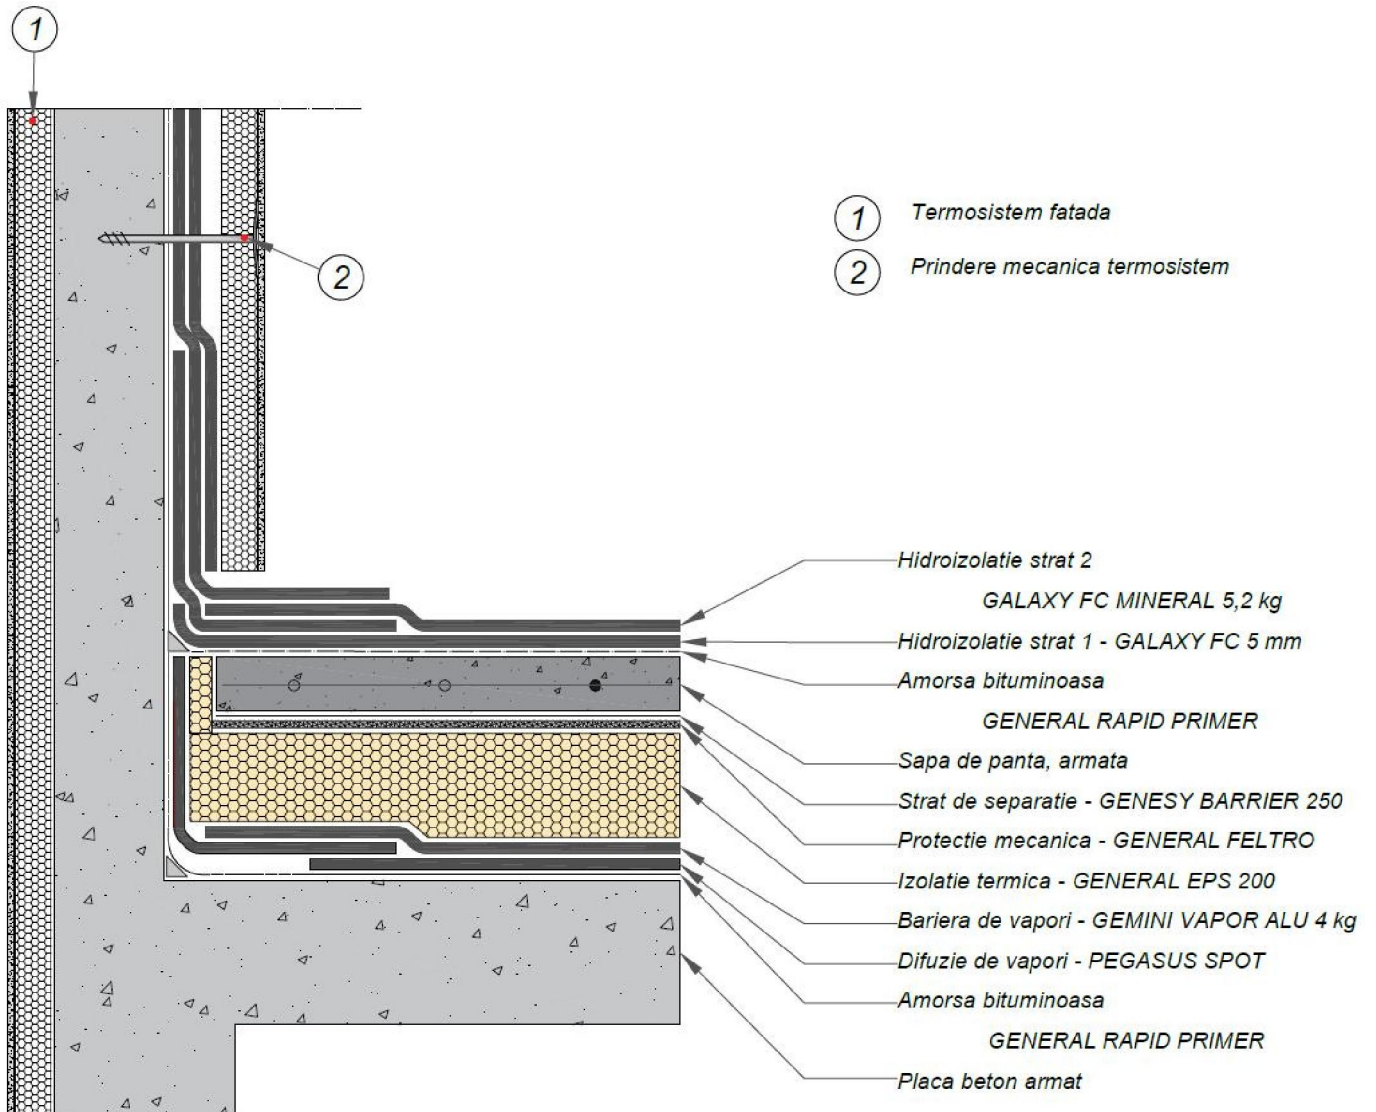 1
1 Termosistem fatada
2 Prindere mecanica termosistem
2
Hidroizolatie strat 2
GALAXY FC MINERAL 5,2 kg
Hidroizolatie strat 1 - GALAXY FC 5 mm
Amorsa bituminoasa
GENERAL RAPID PRIMER
Sapa de panta, armata
Strat de separatie - GENESY BARRIER 250
Protectie mecanica - GENERAL FELTRO
Izolatie termica - GENERAL EPS 200
Bariera de vapori - GEMINI VAPOR ALU 4 kg
Difuzie de vapori - PEGASUS SPOT
Amorsa bituminoasa
GENERAL RAPID PRIMER
Placa beton armat